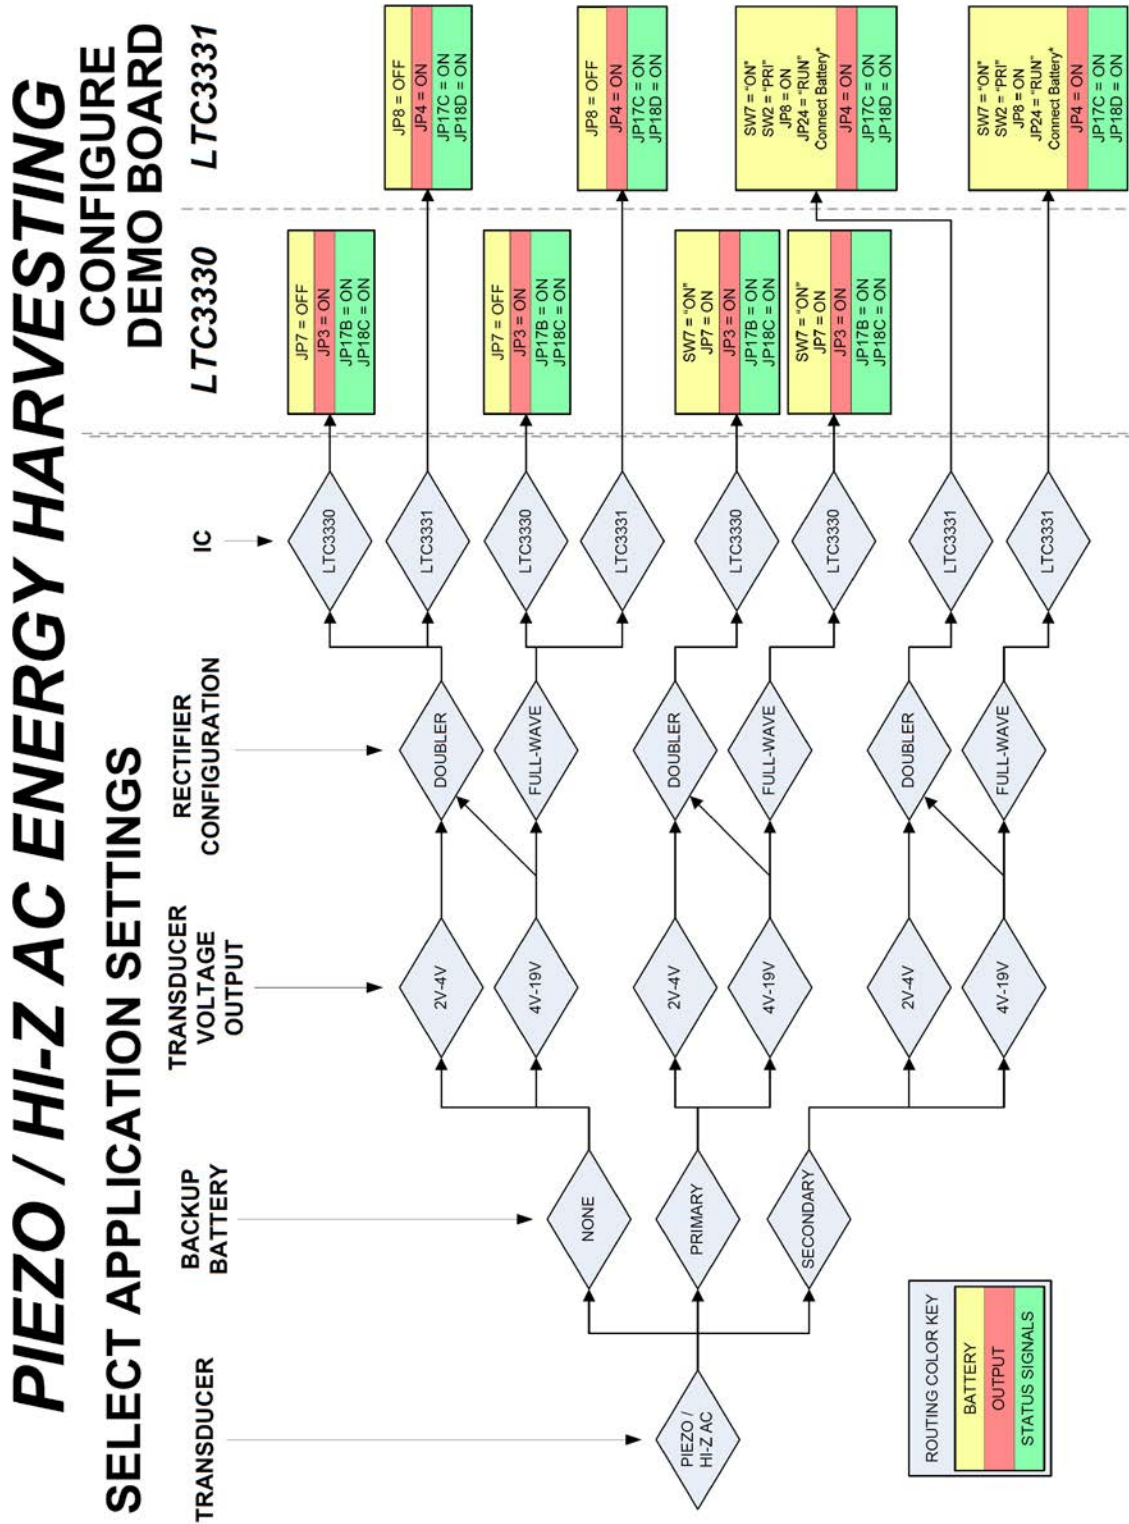 PIEZO / HI-Z AC ENERGY HARVESTING
SELECT APPLICATION SETTINGS
CONFIGURE
DEMO BOARD
TRANSDUCER
BACKUP
BATTERY
TRANSDUCER
VOLTAGE
OUTPUT
RECTIFIER
CONFIGURATION
IC
LTC3330
LTC3331
PIEZO /
HI-Z AC
NONE
PRIMARY
SECONDARY
2V-4V
4V-19V
2V-4V
4V-19V
2V-4V
4V-19V
DOUBLER
FULL-WAVE
DOUBLER
FULL-WAVE
DOUBLER
FULL-WAVE
LTC3330
LTC3331
LTC3330
LTC3331
LTC3330
LTC3330
LTC3331
LTC3331
JP7 = OFF
JP3 = ON
JP17B = ON
JP18C = ON
JP7 = OFF
JP3 = ON
JP17B = ON
JP18C = ON
SW7 = "ON"
JP7 = ON
JP3 = ON
JP17B = ON
JP18C = ON
SW7 = "ON"
JP7 = ON
JP3 = ON
JP17B = ON
JP18C = ON
JP8 = OFF
JP4 = ON
JP17C = ON
JP18D = ON
JP8 = OFF
JP4 = ON
JP17C = ON
JP18D = ON
SW7 = "ON"
SW2 = "PRI"
JP8 = ON
JP24 = "RUN"
Connect Battery*
JP4 = ON
JP17C = ON
JP18D = ON
SW7 = "ON"
SW2 = "PRI"
JP8 = ON
JP24 = "RUN"
Connect Battery*
JP4 = ON
JP17C = ON
JP18D = ON
ROUTING COLOR KEY
BATTERY
OUTPUT
STATUS SIGNALS